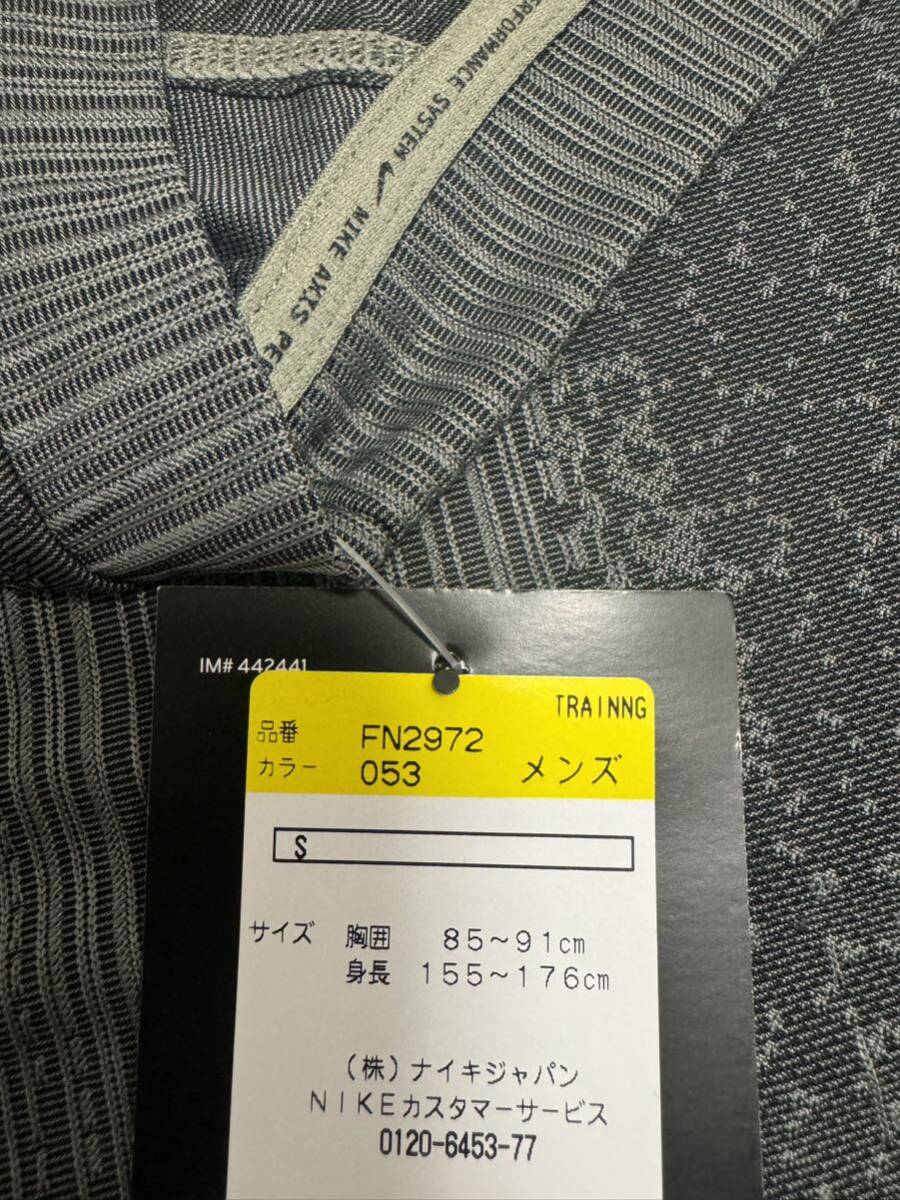 PERFORMANCE SYSTEM NIKE AXIS PE
IM# 442441
TRAINNG
品番 FN2972
カラー 053 メンズ
S
サイズ 胸囲 85～91cm
身長 155～176cm
(株)ナイキジャパン
NIKEカスタマーサービス
0120-6453-77